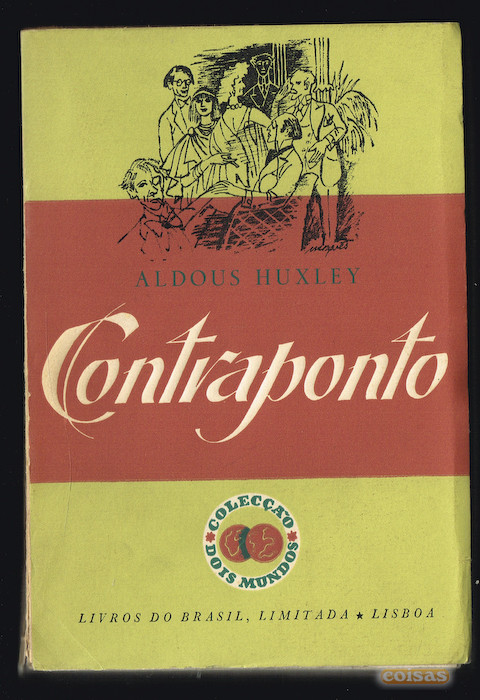 ALDOUS HUXLEY
Contraponto
COLECÇÃO
DOIS MUNDOS
LIVROS DO BRASIL, LIMITADA ★ LISBOA
coisas